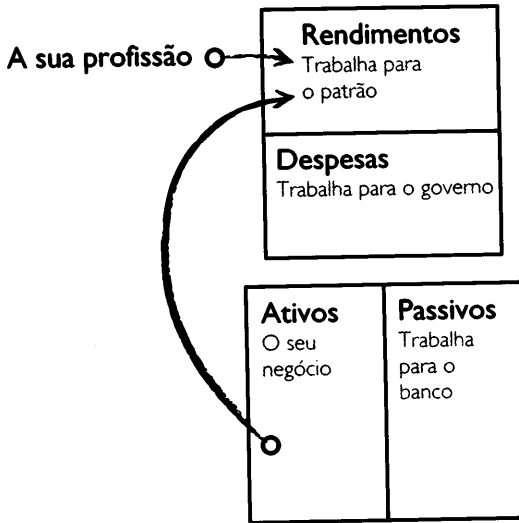 A sua profissão
Rendimentos
Trabalha para
o patrão
Despesas
Trabalha para o governo
Ativos
O seu
negócio
Passivos
Trabalha
para o
banco